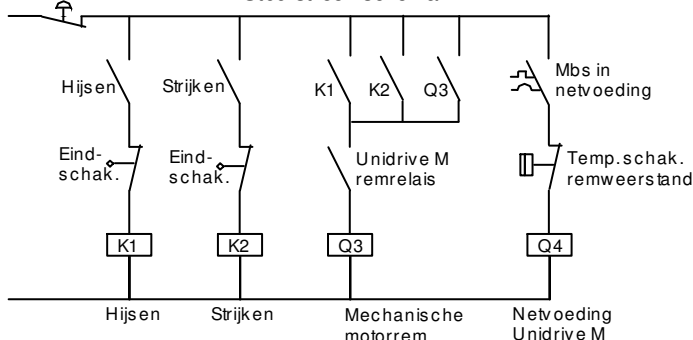 Hijsen
Strijken
K1
K2
Q3
Mbs in
netvoeding
Eind-
schak.
Eind-
schak.
Unidrive M
remrelais
Temp.schak.
remweerstand
K1
K2
Q3
Q4
Hijsen
Strijken
Mechanische
motorrem
Netvoeding
Unidrive M